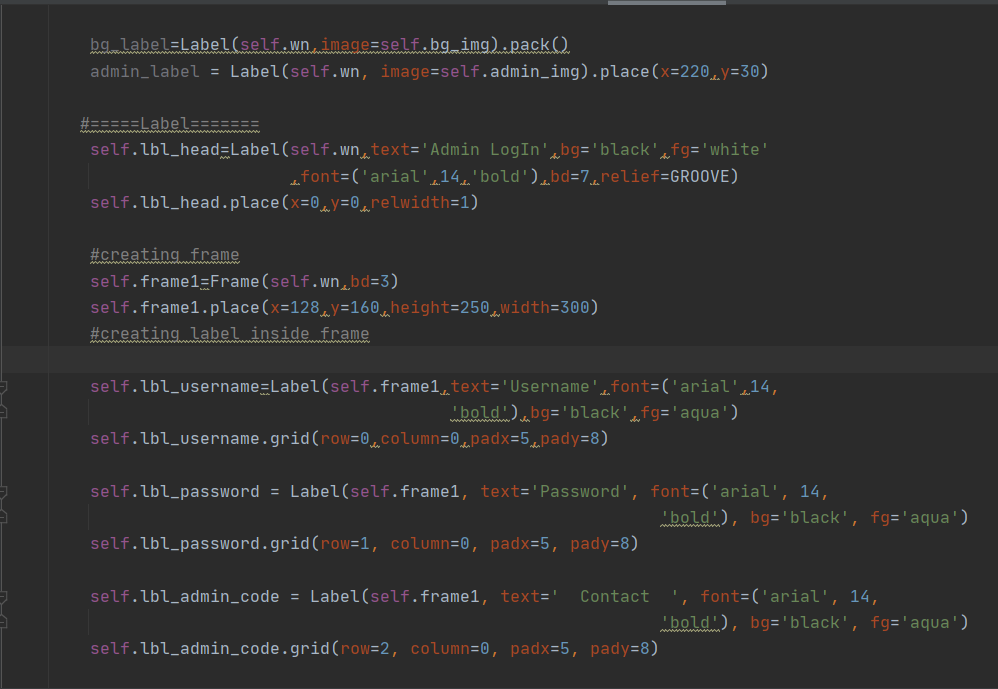 bg_label=Label(self.wn,image=self.bg_img).pack()
admin_label = Label(self.wn, image=self.admin_img).place(x=220,y=30)
#=====Label=======
self.lbl_head=Label(self.wn,text='Admin LogIn',bg='black',fg='white'
,font=('arial',14,'bold'),bd=7,relief=GROOVE)
self.lbl_head.place(x=0,y=0,relwidth=1)
#creating frame
self.frame1=Frame(self.wn,bd=3)
self.frame1.place(x=128,y=160,height=250,width=300)
#creating label inside frame
self.lbl_username=Label(self.frame1,text='Username',font=('arial',14,
'bold'),bg='black',fg='aqua')
self.lbl_username.grid(row=0,column=0,padx=5,pady=8)
self.lbl_password = Label(self.frame1, text='Password', font=('arial', 14,
'bold'), bg='black', fg='aqua')
self.lbl_password.grid(row=1, column=0, padx=5, pady=8)
self.lbl_admin_code = Label(self.frame1, text='  Contact  ', font=('arial', 14,
'bold'), bg='black', fg='aqua')
self.lbl_admin_code.grid(row=2, column=0, padx=5, pady=8)